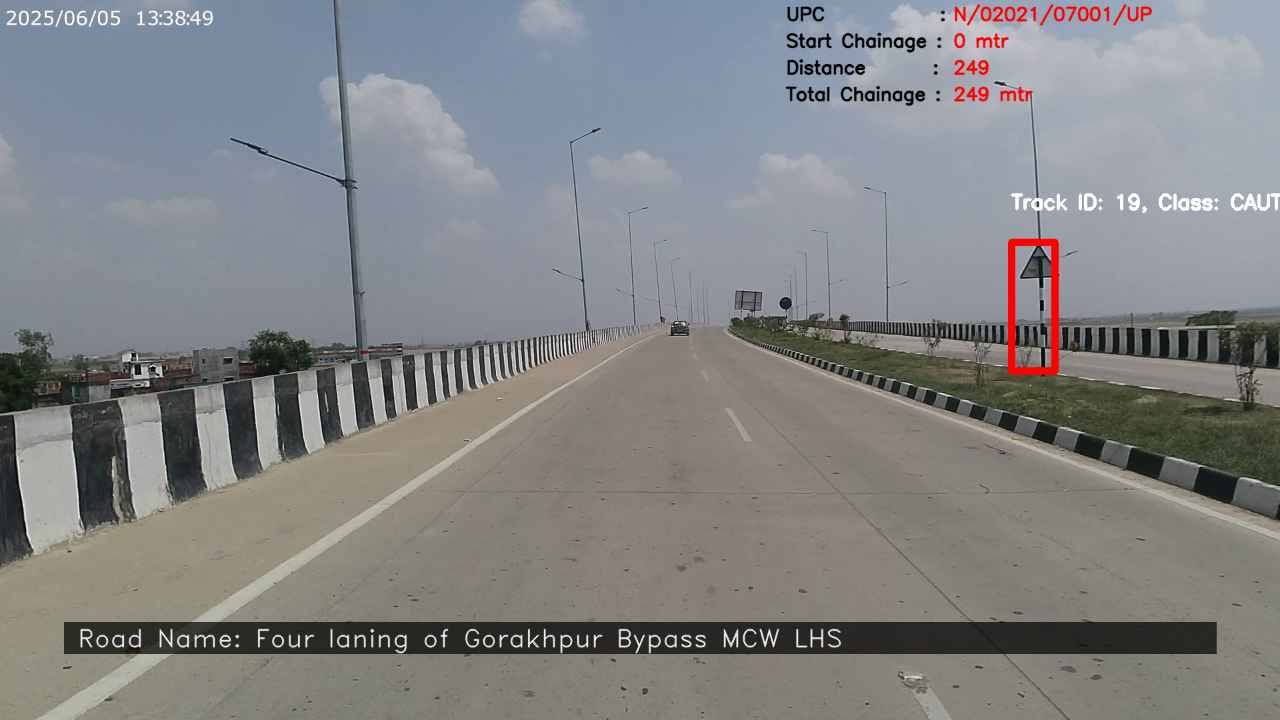 2025/06/05 13:38:49
UPC : N/02021/07001/UP
Start Chainage : 0 mtr
Distance : 249
Total Chainage : 249 mtr
Track ID: 19, Class: CAUT
Road Name: Four laning of Gorakhpur Bypass MCW LHS